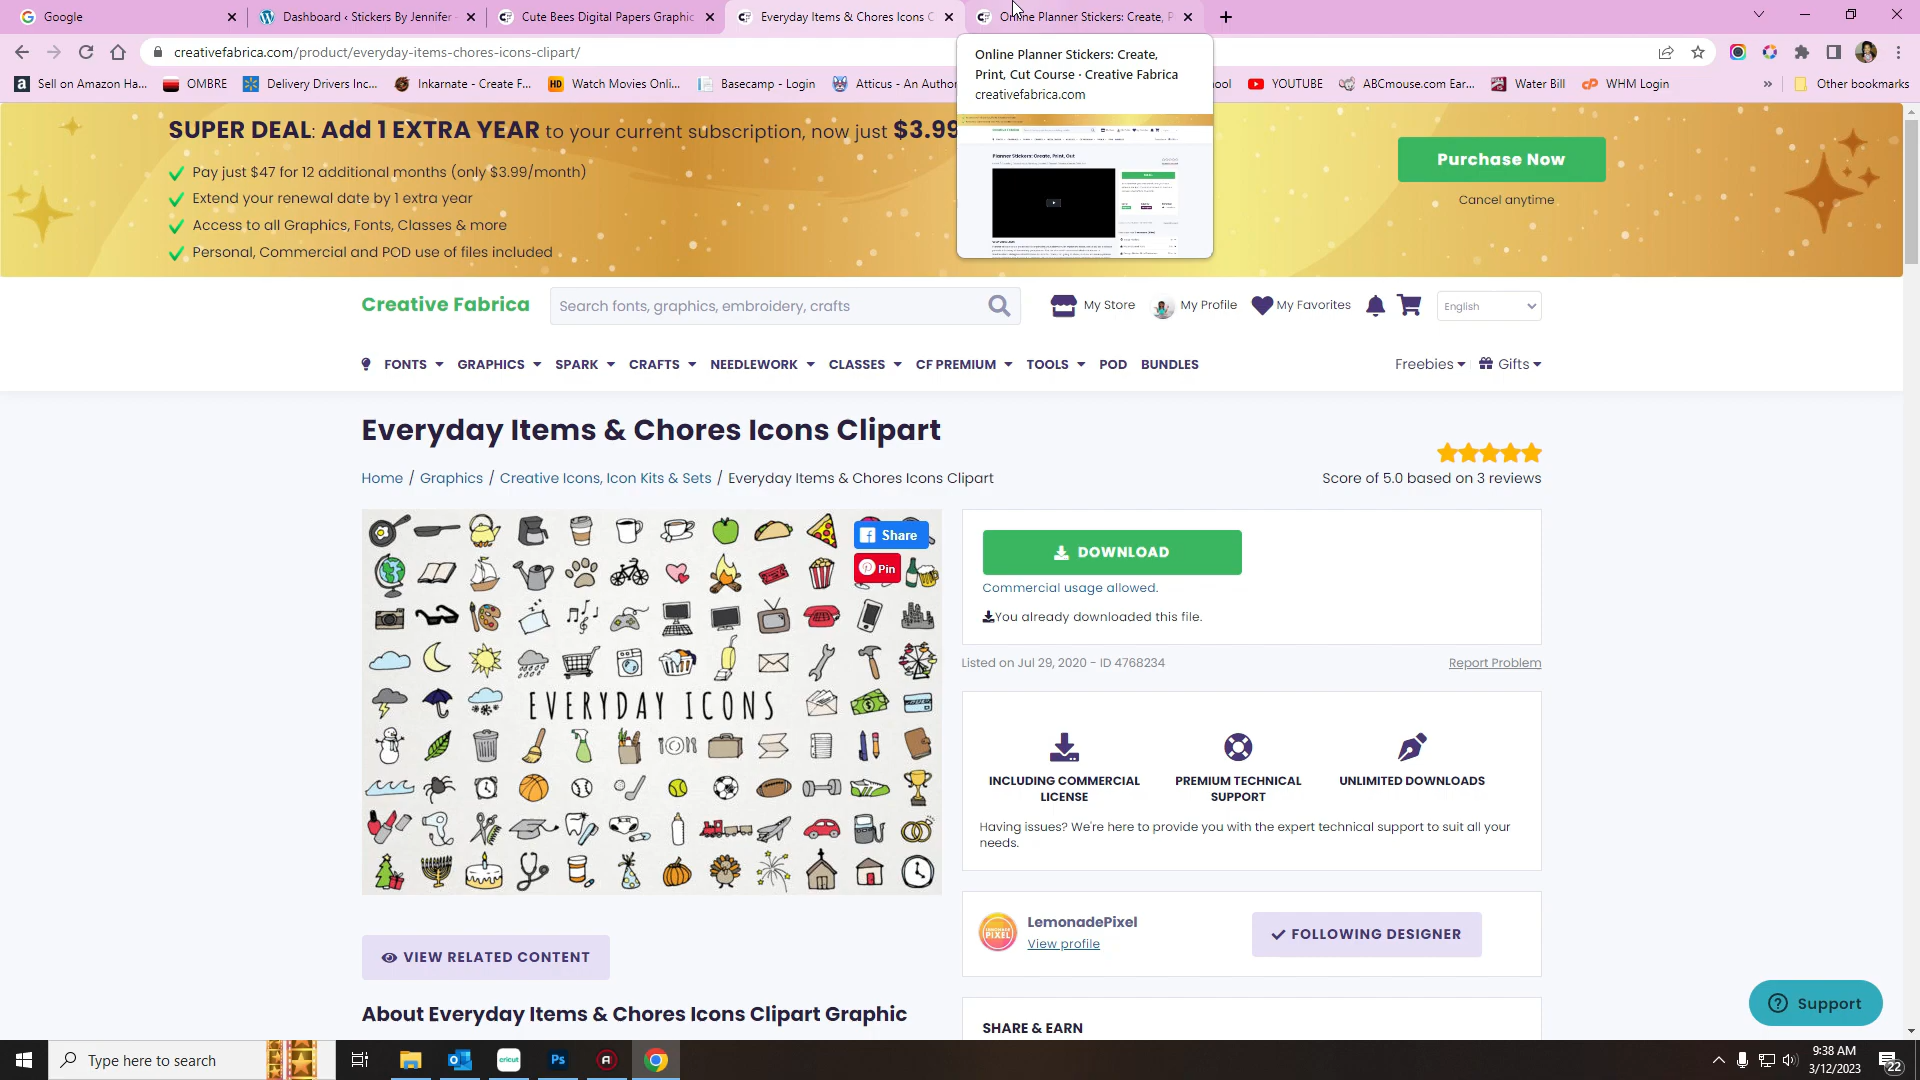 Google
Dashboard ‹ Stickers By Jennifer
Cute Bees Digital Papers Graphic
Everyday Items & Chores Icons C
Online Planner Stickers: Create, P
creativefabrica.com/product/everyday-items-chores-icons-clipart/
Sell on Amazon Ha...
OMBRE
Delivery Drivers Inc...
Inkarnate - Create F...
Watch Movies Onli...
Basecamp - Login
Atticus - An Autho
ool
YOUTUBE
ABCmouse.com Ear...
Water Bill
WHM Login
»
Other bookmarks
Online Planner Stickers: Create,
Print, Cut Course · Creative Fabrica
creativefabrica.com
Planner Stickers: Create, Print, Cut
SUPER DEAL: Add 1 EXTRA YEAR to your current subscription, now just $3.99
Pay just $47 for 12 additional months (only $3.99/month)
Extend your renewal date by 1 extra year
Access to all Graphics, Fonts, Classes & more
Personal, Commercial and POD use of files included
Purchase Now
Cancel anytime
Creative Fabrica
Search fonts, graphics, embroidery, crafts
My Store
My Profile
My Favorites
English
FONTS
GRAPHICS
SPARK
CRAFTS
NEEDLEWORK
CLASSES
CF PREMIUM
TOOLS
POD
BUNDLES
Freebies
Gifts
Everyday Items & Chores Icons Clipart
Home / Graphics / Creative Icons, Icon Kits & Sets / Everyday Items & Chores Icons Clipart
Score of 5.0 based on 3 reviews
Share
Pin
EVERYDAY ICONS
DOWNLOAD
Commercial usage allowed.
You already downloaded this file.
Listed on Jul 29, 2020 - ID 4768234
Report Problem
INCLUDING COMMERCIAL LICENSE
PREMIUM TECHNICAL SUPPORT
UNLIMITED DOWNLOADS
Having issues? We're here to provide you with the expert technical support to suit all your
needs.
LEMONADE PIXEL
LemonadePixel
View profile
FOLLOWING DESIGNER
VIEW RELATED CONTENT
About Everyday Items & Chores Icons Clipart Graphic
SHARE & EARN
Support
Type here to search
cricut
Ps
9:38 AM
3/12/2023
22